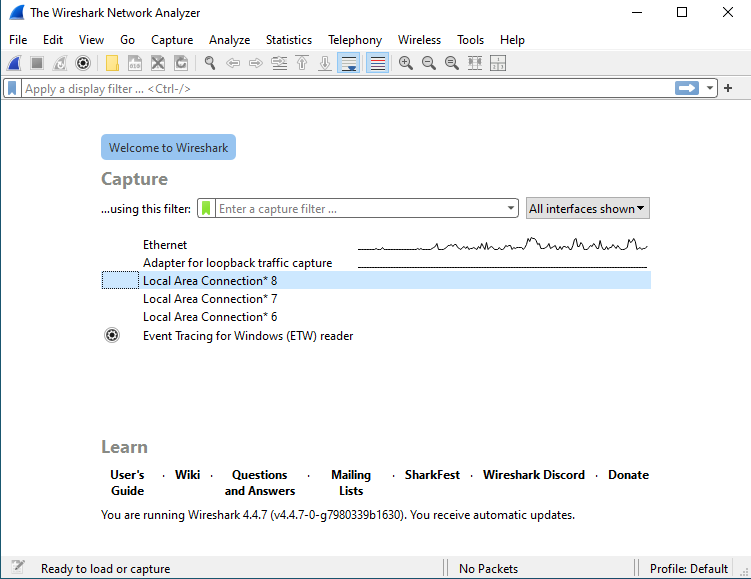 The Wireshark Network Analyzer
File Edit View Go Capture Analyze Statistics Telephony Wireless Tools Help
Apply a display filter ... <Ctrl-/>
Welcome to Wireshark
Capture
...using this filter: Enter a capture filter ... All interfaces shown
Ethernet
Adapter for loopback traffic capture
Local Area Connection* 8
Local Area Connection* 7
Local Area Connection* 6
Event Tracing for Windows (ETW) reader
Learn
User's Guide · Wiki · Questions and Answers · Mailing Lists · SharkFest · Wireshark Discord · Donate
You are running Wireshark 4.4.7 (v4.4.7-0-g7980339b1630). You receive automatic updates.
Ready to load or capture No Packets Profile: Default